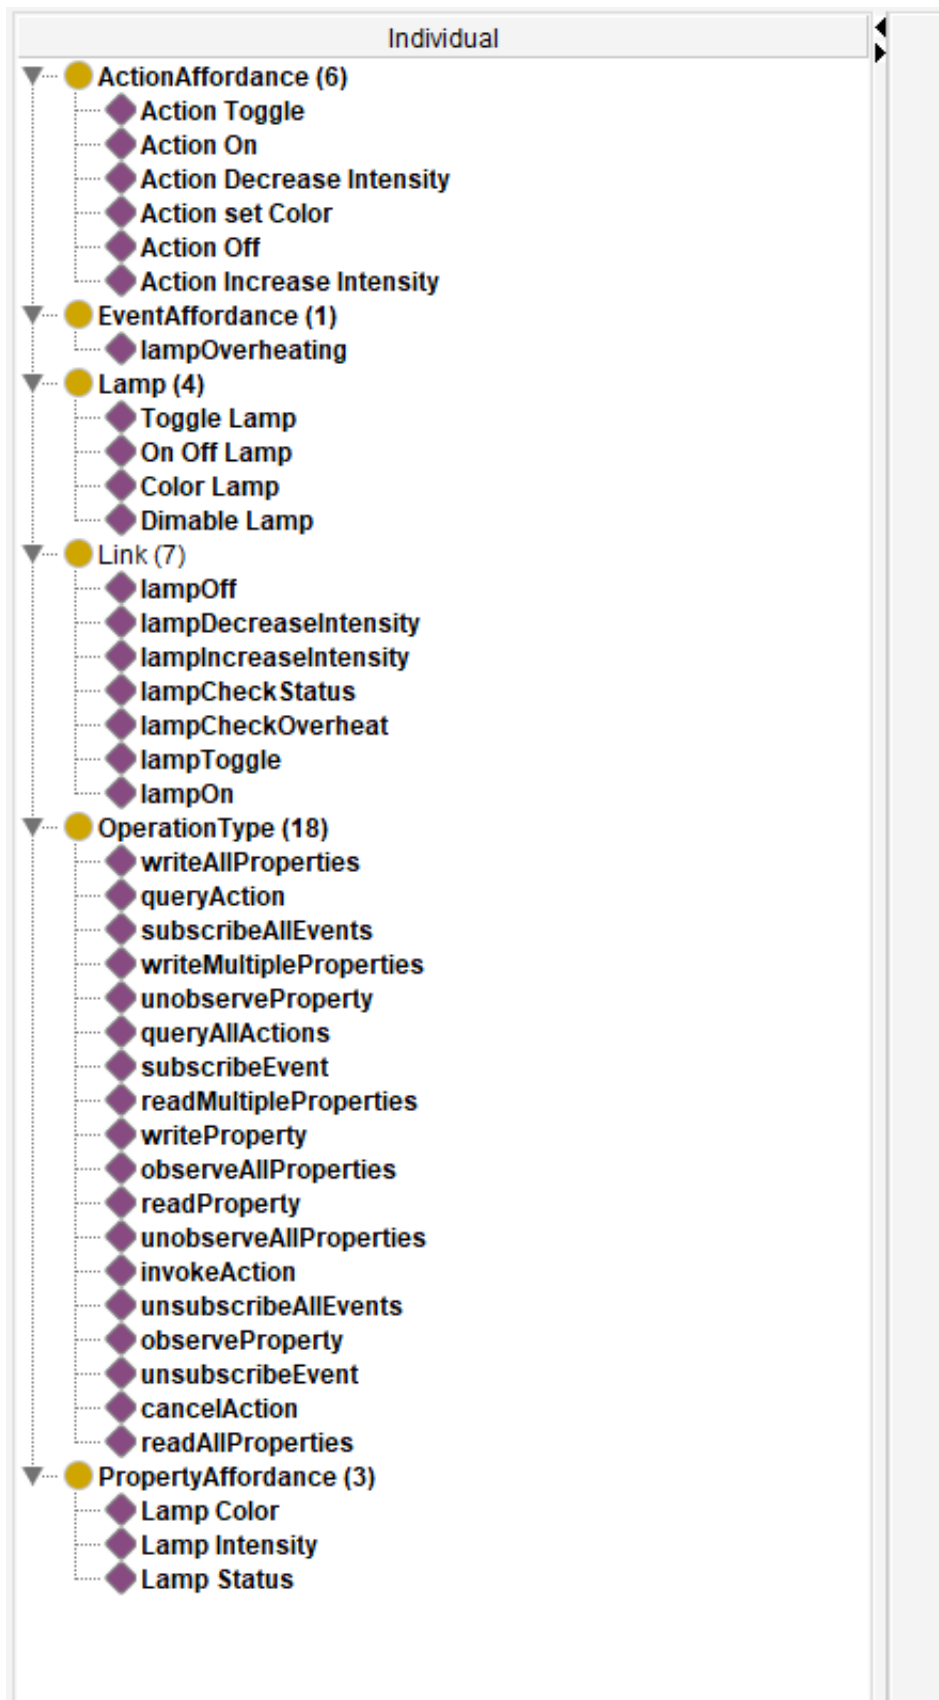 Individual
ActionAffordance (6)
Action Toggle
Action On
Action Decrease Intensity
Action set Color
Action Off
Action Increase Intensity
EventAffordance (1)
lampOverheating
Lamp (4)
Toggle Lamp
On Off Lamp
Color Lamp
Dimable Lamp
Link (7)
lampOff
lampDecreaseIntensity
lampIncreaseIntensity
lampCheckStatus
lampCheckOverheat
lampToggle
lampOn
OperationType (18)
writeAllProperties
queryAction
subscribeAllEvents
writeMultipleProperties
unobserveProperty
queryAllActions
subscribeEvent
readMultipleProperties
writeProperty
observeAllProperties
readProperty
unobserveAllProperties
invokeAction
unsubscribeAllEvents
observeProperty
unsubscribeEvent
cancelAction
readAllProperties
PropertyAffordance (3)
Lamp Color
Lamp Intensity
Lamp Status